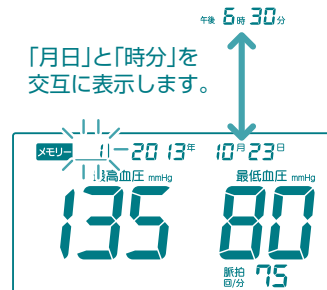 午後 6時 30分
「月日」と「時分」を
交互に表示します。
メモリー 1 2013年 10月23日
最高血圧 mmHg 最低血圧 mmHg
135 80
脈拍 回/分 75